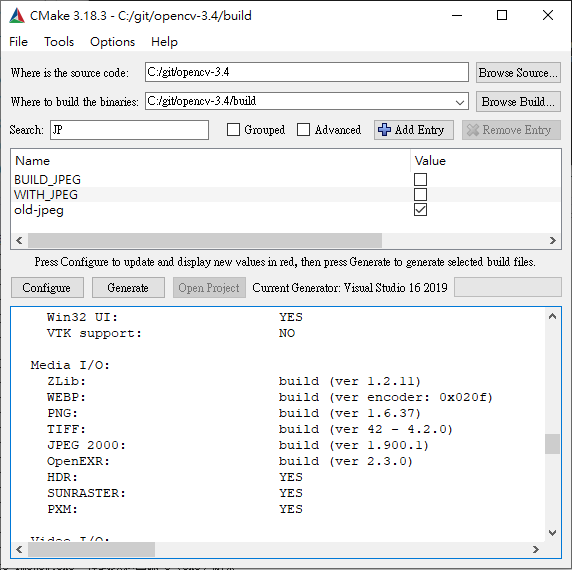 CMake 3.18.3 - C:/git/opencv-3.4/build
File Tools Options Help
Where is the source code: C:/git/opencv-3.4 Browse Source...
Where to build the binaries: C:/git/opencv-3.4/build Browse Build...
Search: JP Grouped Advanced Add Entry Remove Entry
Name Value
BUILD_JPEG
WITH_JPEG
old-jpeg
Press Configure to update and display new values in red, then press Generate to generate selected build files.
Configure Generate Open Project Current Generator: Visual Studio 16 2019
Win32 UI: YES
VTK support: NO
Media I/O:
ZLib: build (ver 1.2.11)
WEBP: build (ver encoder: 0x020f)
PNG: build (ver 1.6.37)
TIFF: build (ver 42 - 4.2.0)
JPEG 2000: build (ver 1.900.1)
OpenEXR: build (ver 2.3.0)
HDR: YES
SUNRASTER: YES
PXM: YES
Video I/O: